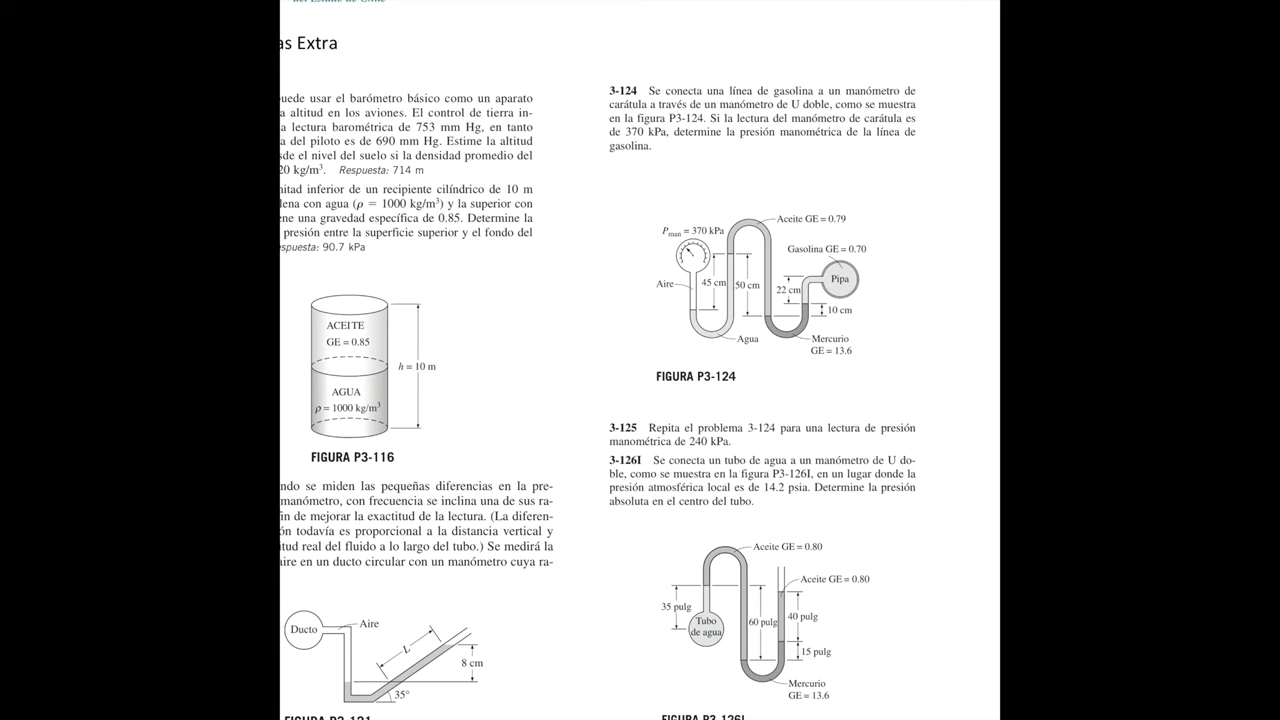 del Estado de Chile
as Extra
puede usar el barómetro básico como un aparato
a altitud en los aviones. El control de tierra in-
a lectura barométrica de 753 mm Hg, en tanto
a del piloto es de 690 mm Hg. Estime la altitud
sde el nivel del suelo si la densidad promedio del
20 kg/m³. Respuesta: 714 m
mitad inferior de un recipiente cilíndrico de 10 m
lena con agua (ρ = 1000 kg/m³) y la superior con
ene una gravedad específica de 0.85. Determine la
presión entre la superficie superior y el fondo del
spuesta: 90.7 kPa
ACEITE
GE = 0.85
h = 10 m
AGUA
ρ = 1000 kg/m³
FIGURA P3-116
ndo se miden las pequeñas diferencias en la pre-
manómetro, con frecuencia se inclina una de sus ra-
fin de mejorar la exactitud de la lectura. (La diferen-
ón todavía es proporcional a la distancia vertical y
itud real del fluido a lo largo del tubo.) Se medirá la
aire en un ducto circular con un manómetro cuya ra-
Ducto
Aire
L
8 cm
35°
FIGURA P3-121
3-124 Se conecta una línea de gasolina a un manómetro de
carátula a través de un manómetro de U doble, como se muestra
en la figura P3-124. Si la lectura del manómetro de carátula es
de 370 kPa, determine la presión manométrica de la línea de
gasolina.
Aceite GE = 0.79
Pman = 370 kPa
Gasolina GE = 0.70
Pipa
Aire
45 cm
50 cm
22 cm
10 cm
Agua
Mercurio
GE = 13.6
FIGURA P3-124
3-125 Repita el problema 3-124 para una lectura de presión
manométrica de 240 kPa.
3-126I Se conecta un tubo de agua a un manómetro de U do-
ble, como se muestra en la figura P3-126I, en un lugar donde la
presión atmosférica local es de 14.2 psia. Determine la presión
absoluta en el centro del tubo.
Aceite GE = 0.80
Aceite GE = 0.80
35 pulg
Tubo
de agua
60 pulg
40 pulg
15 pulg
Mercurio
GE = 13.6
FIGURA P3-126I